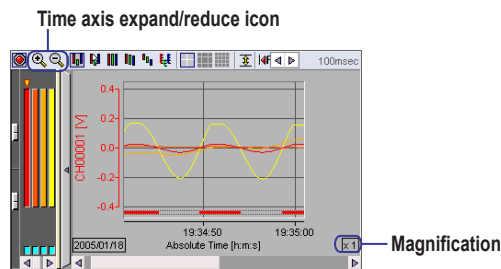 Time axis expand/reduce icon
100msec
0.4
0.2
0.0
-0.2
-0.4
CH00001 [V]
19:34:50 19:35:00
2005/01/18 Absolute Time [h:m:s] x 1
Magnification